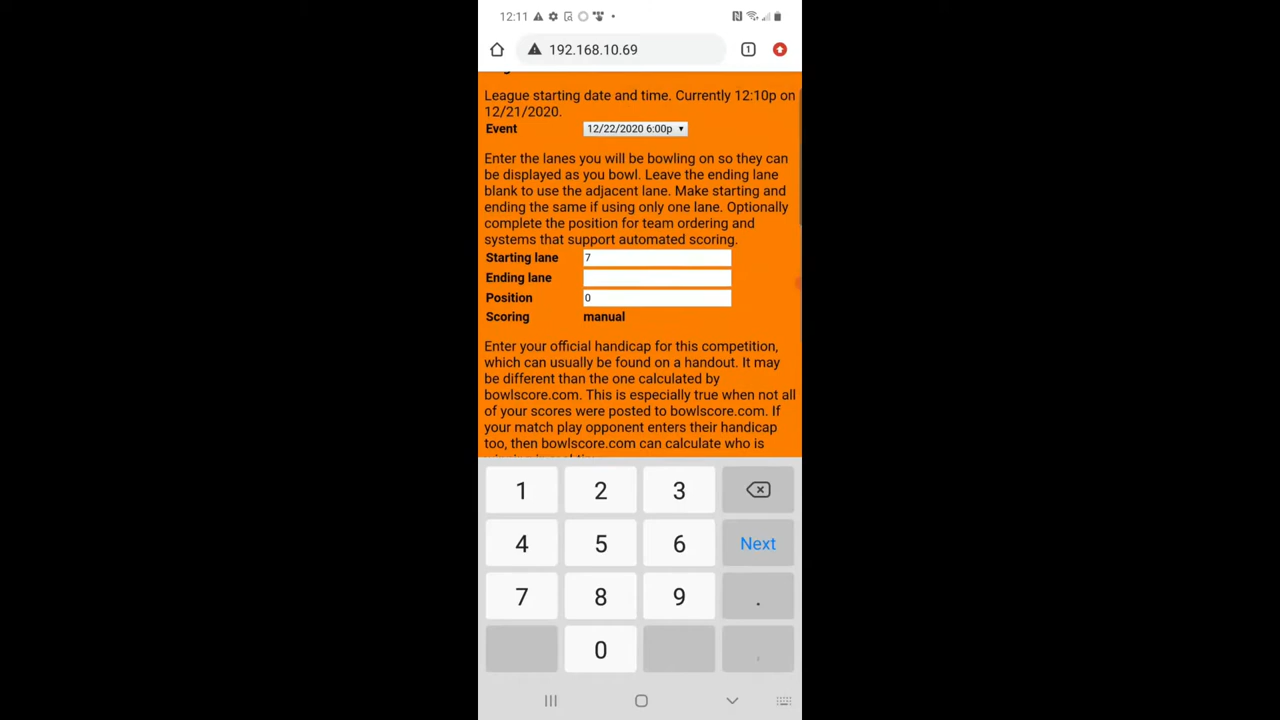 12:11
192.168.10.69
1
League starting date and time. Currently 12:10p on
12/21/2020.
Event 12/22/2020 6:00p
Enter the lanes you will be bowling on so they can
be displayed as you bowl. Leave the ending lane
blank to use the adjacent lane. Make starting and
ending the same if using only one lane. Optionally
complete the position for team ordering and
systems that support automated scoring.
Starting lane 7
Ending lane
Position 0
Scoring manual
Enter your official handicap for this competition,
which can usually be found on a handout. It may
be different than the one calculated by
bowlscore.com. This is especially true when not all
of your scores were posted to bowlscore.com. If
your match play opponent enters their handicap
too, then bowlscore.com can calculate who is
1 2 3
4 5 6 Next
7 8 9 .
0 ,